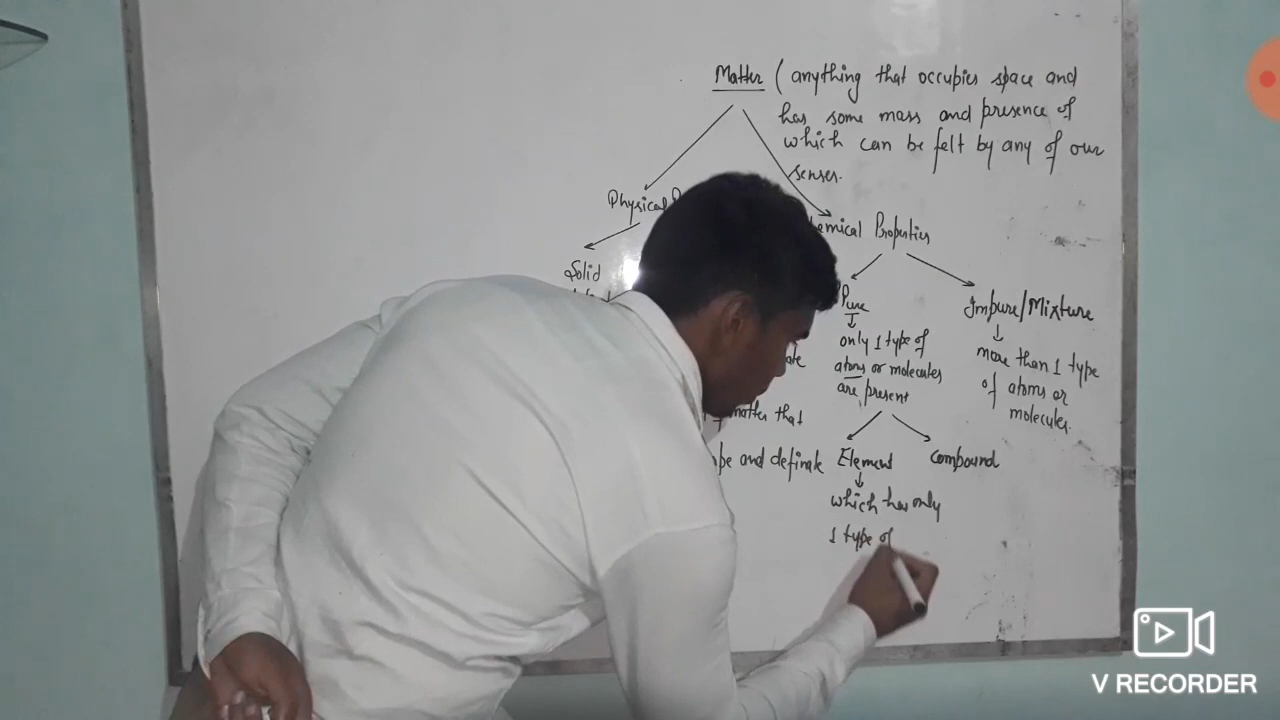 Matter (anything that occupies space and
has some mass and presence of
which can be felt by any of our
senses.
Physical
Chemical Properties
Solid
Pure
Impure/Mixture
only 1 type of
atoms or molecules
are present
more than 1 type
of atoms or
molecules.
matter that
and definate
Element
Compound
which has only
1 type of
V RECORDER